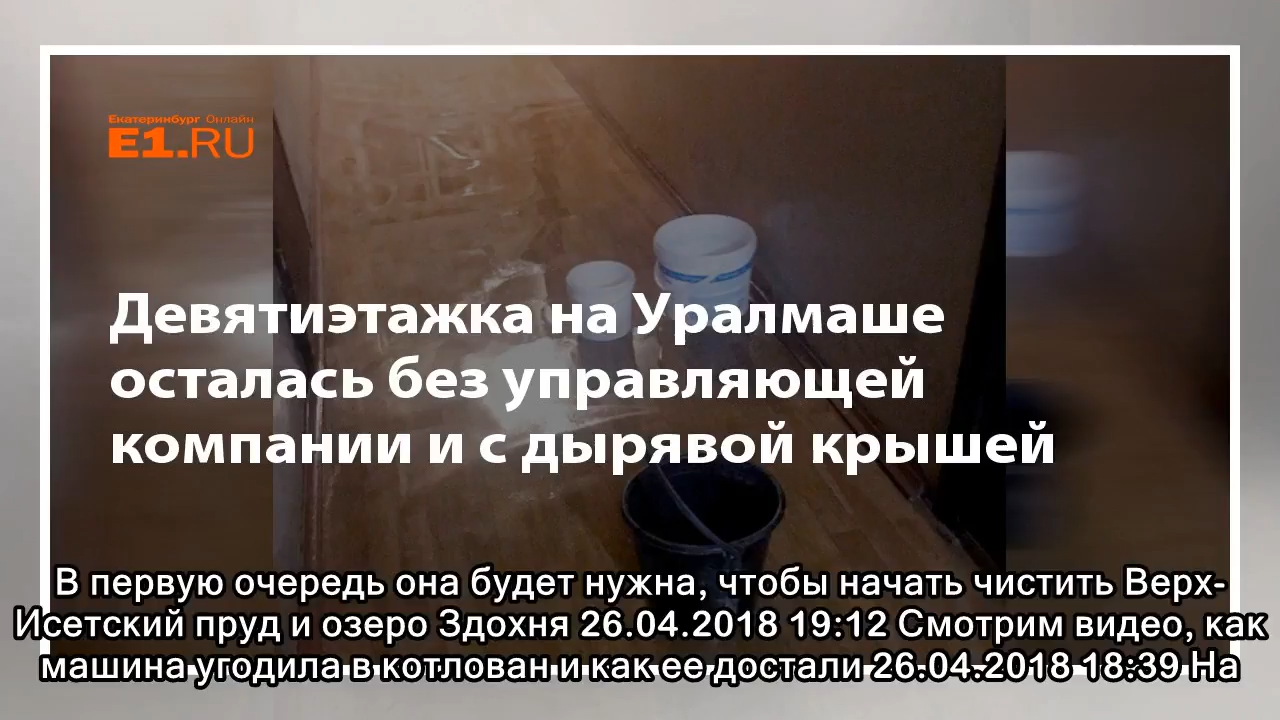 Екатеринбург Онлайн
E1.RU
Девятиэтажка на Уралмаше
осталась без управляющей
компании и с дырявой крышей
В первую очередь она будет нужна, чтобы начать чистить Верх-
Исетский пруд и озеро Здохня 26.04.2018 19:12 Смотрим видео, как
машина угодила в котлован и как ее достали 26.04.2018 18:39 На